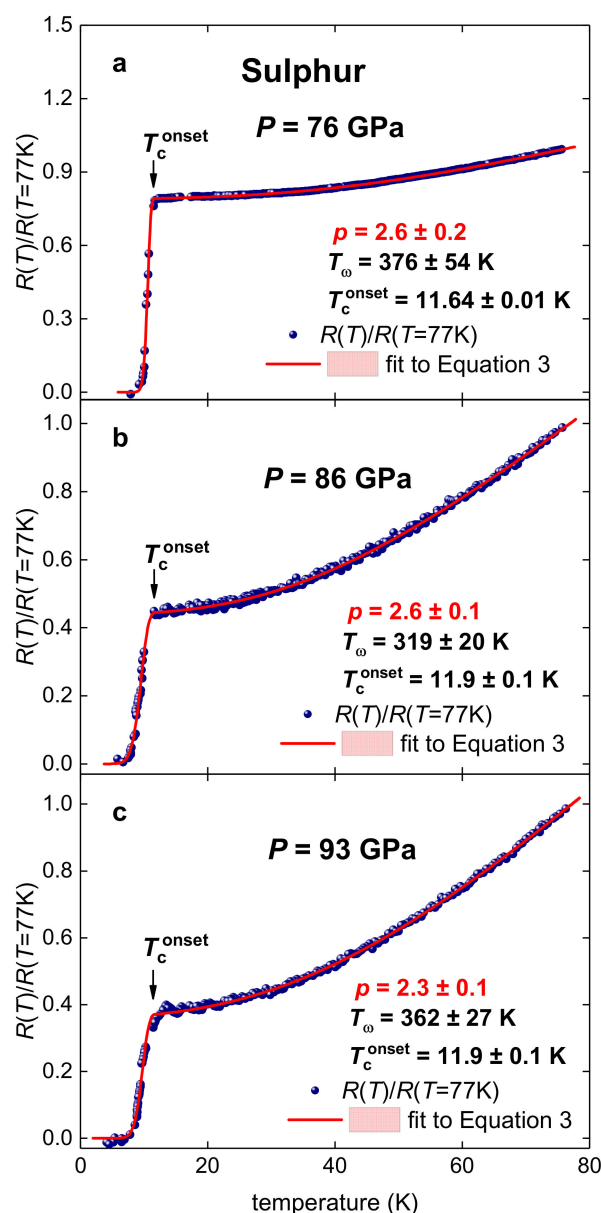 a
Sulphur
P = 76 GPa
T_c^onset
R(T)/R(T=77K)
1.5
1.2
0.9
0.6
0.3
0.0
p = 2.6 ± 0.2
T_ω = 376 ± 54 K
T_c^onset = 11.64 ± 0.01 K
R(T)/R(T=77K)
fit to Equation 3
b
P = 86 GPa
T_c^onset
R(T)/R(T=77K)
1.0
0.8
0.6
0.4
0.2
0.0
p = 2.6 ± 0.1
T_ω = 319 ± 20 K
T_c^onset = 11.9 ± 0.1 K
R(T)/R(T=77K)
fit to Equation 3
c
P = 93 GPa
T_c^onset
R(T)/R(T=77K)
1.0
0.8
0.6
0.4
0.2
0.0
p = 2.3 ± 0.1
T_ω = 362 ± 27 K
T_c^onset = 11.9 ± 0.1 K
R(T)/R(T=77K)
fit to Equation 3
0 20 40 60 80
temperature (K)